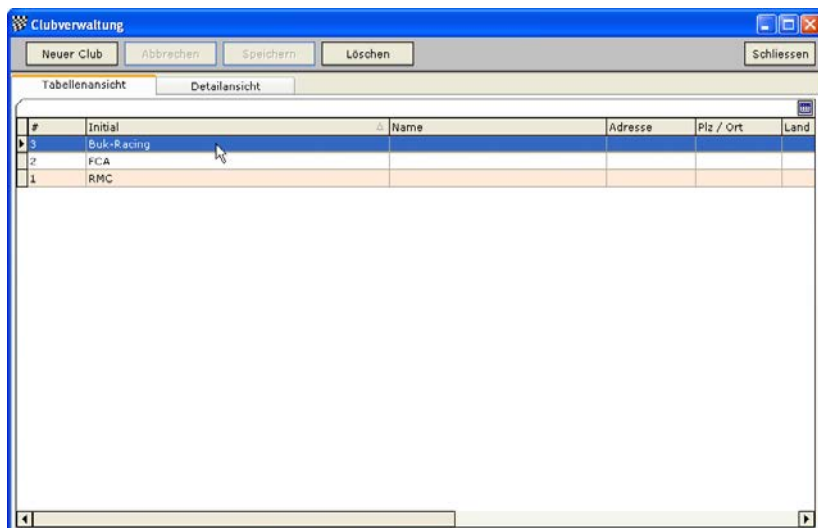 Clubverwaltung
Neuer Club Abbrechen Speichern Löschen Schliessen
Tabellenansicht Detailansicht
# Initial Name Adresse Plz / Ort Land
3 Buk-Racing
2 FCA
1 RMC